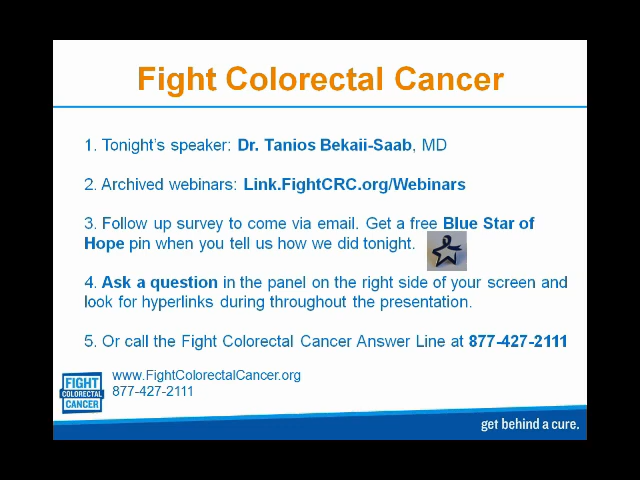 Fight Colorectal Cancer
1. Tonight's speaker: Dr. Tanios Bekaii-Saab, MD
2. Archived webinars: Link.FightCRC.org/Webinars
3. Follow up survey to come via email. Get a free Blue Star of
Hope pin when you tell us how we did tonight.
4. Ask a question in the panel on the right side of your screen and
look for hyperlinks during throughout the presentation.
5. Or call the Fight Colorectal Cancer Answer Line at 877-427-2111
FIGHT
COLORECTAL
CANCER
www.FightColorectalCancer.org
877-427-2111
get behind a cure.